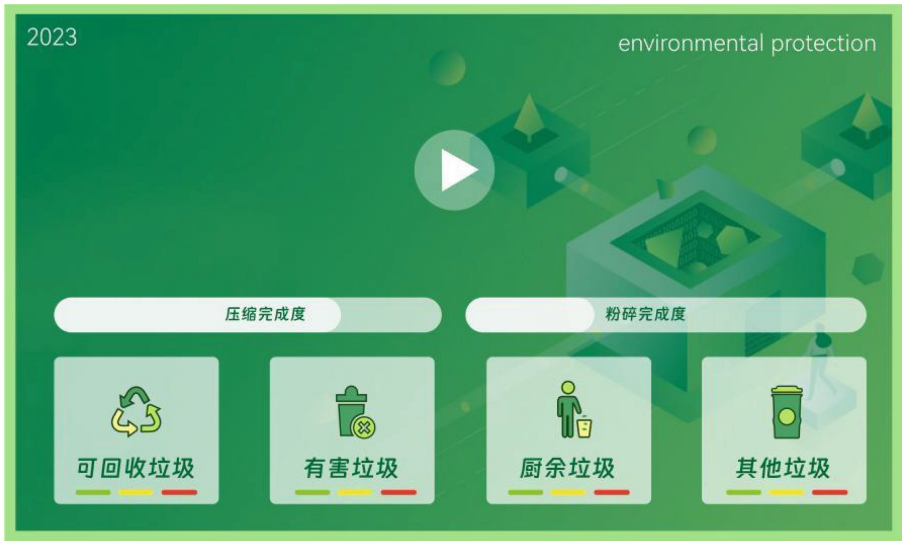 2023
environmental protection
压缩完成度
粉碎完成度
可回收垃圾
有害垃圾
厨余垃圾
其他垃圾